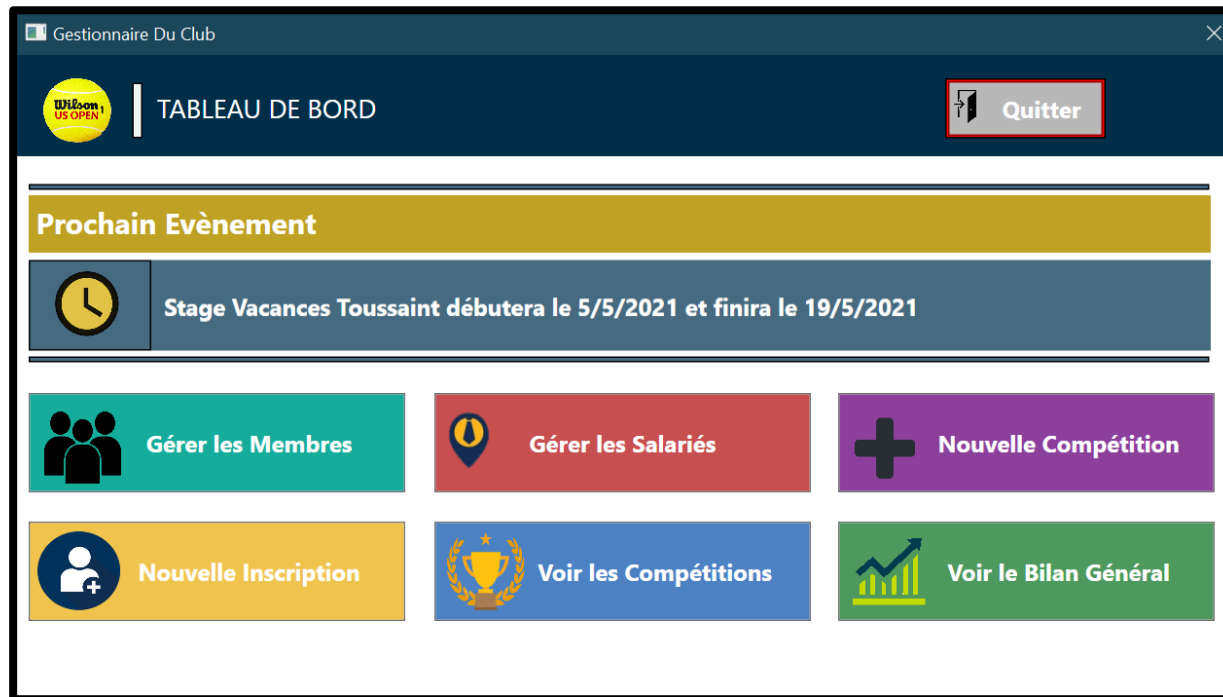 Gestionnaire Du Club
Wilson 1
US OPEN
TABLEAU DE BORD
Quitter
Prochain Evènement
Stage Vacances Toussaint débutera le 5/5/2021 et finira le 19/5/2021
Gérer les Membres
Gérer les Salariés
Nouvelle Compétition
Nouvelle Inscription
Voir les Compétitions
Voir le Bilan Général